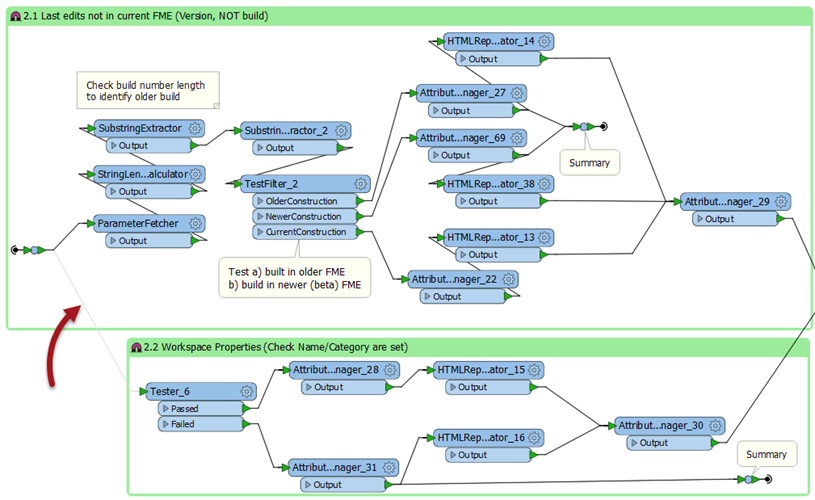 2.1 Last edits not in current FME (Version, NOT build)
Check build number length
to identify older build
SubstringExtractor
Output
StringLen...alculator
Output
ParameterFetcher
Output
Substrin...ractor_2
Output
TestFilter_2
OlderConstruction
NewerConstruction
CurrentConstruction
Test a) built in older FME
b) build in newer (beta) FME
HTMLRep...ator_14
Output
Attribut...nager_27
Output
Attribut...nager_69
Output
HTMLRep...ator_38
Output
HTMLRep...ator_13
Output
Attribut...nager_22
Output
Summary
Attribut...nager_29
Output
2.2 Workspace Properties (Check Name/Category are set)
Tester_6
Passed
Failed
Attribut...nager_28
Output
HTMLRep...ator_15
Output
HTMLRep...ator_16
Output
Attribut...nager_31
Output
Attribut...nager_30
Output
Summary